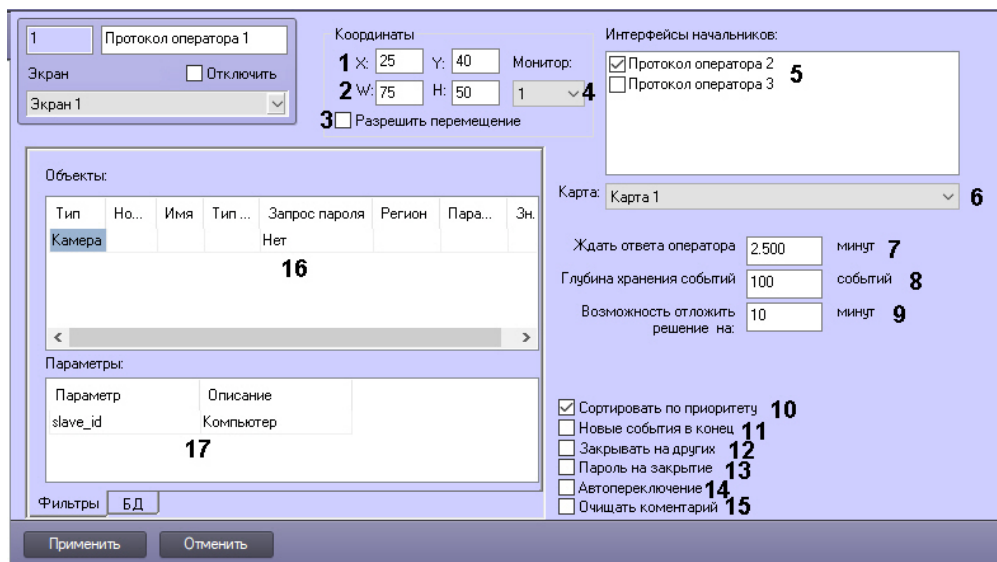 1 Протокол оператора 1
Экран Отключить
Экран 1
Координаты
1 X: 25 Y: 40 Монитор:
2 W: 75 H: 50 1 4
3 Разрешить перемещение
Интерфейсы начальников:
Протокол оператора 2
Протокол оператора 3
5
Карта: Карта 1 6
Ждать ответа оператора 2.500 минут 7
Глубина хранения событий 100 событий 8
Возможность отложить решение на: 10 минут 9
Объекты:
Тип Но... Имя Тип ... Запрос пароля Регион Пара... Зн.
Камера Нет
16
Параметры:
Параметр Описание
slave_id Компьютер
17
Фильтры БД
Сортировать по приоритету 10
Новые события в конец 11
Закрывать на других 12
Пароль на закрытие 13
Автопереключение 14
Очищать коментарий 15
Применить Отменить